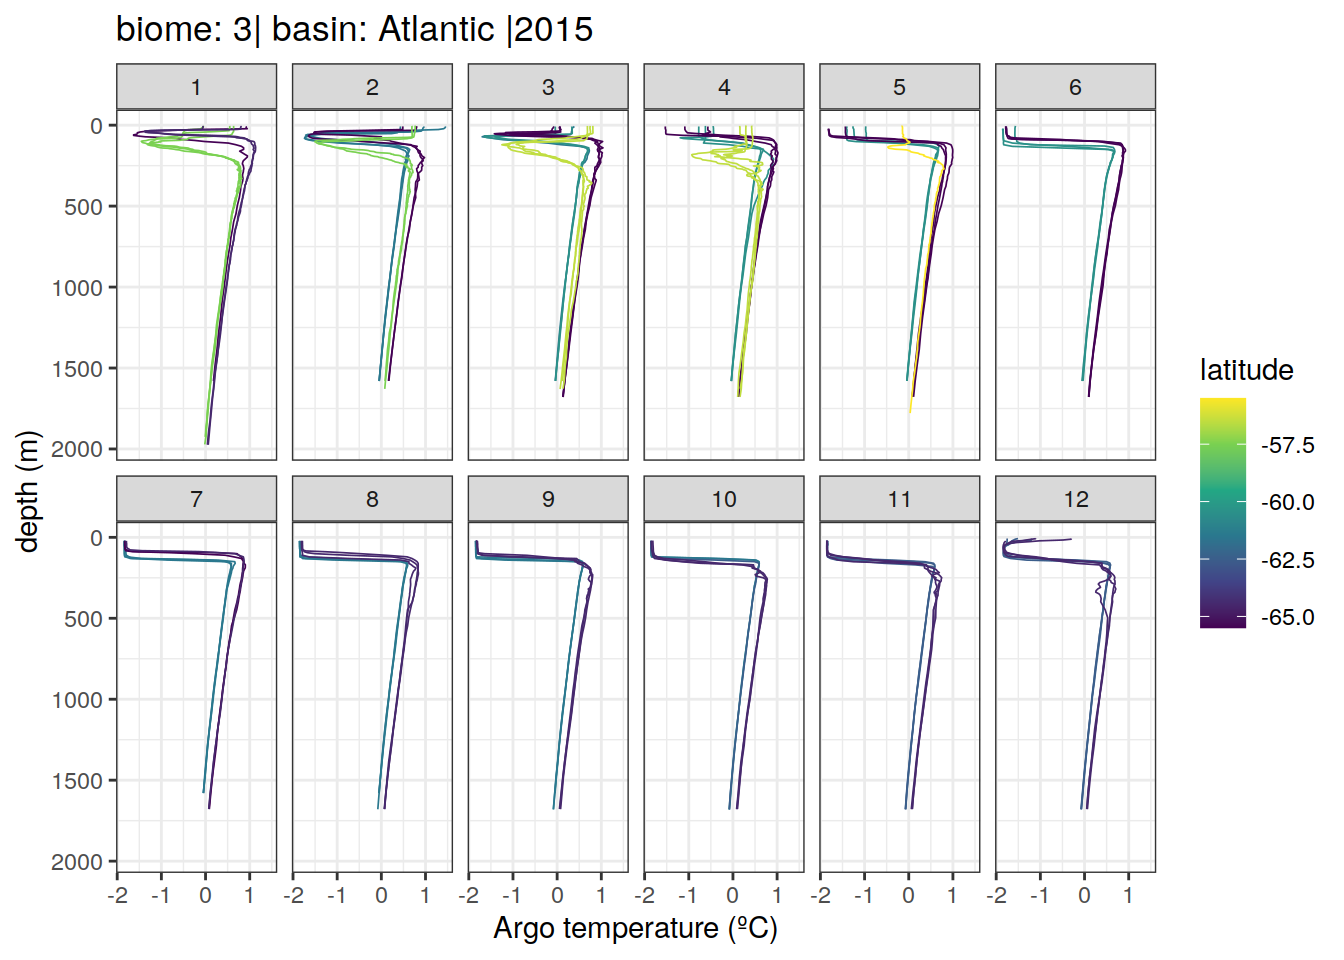 biome: 3| basin: Atlantic |2015
1 2 3 4 5 6
0
500
1000
1500
2000
depth (m)
7 8 9 10 11 12
0
500
1000
1500
2000
-2 -1 0 1 -2 -1 0 1 -2 -1 0 1 -2 -1 0 1 -2 -1 0 1 -2 -1 0 1
Argo temperature (ºC)
latitude
-57.5
-60.0
-62.5
-65.0